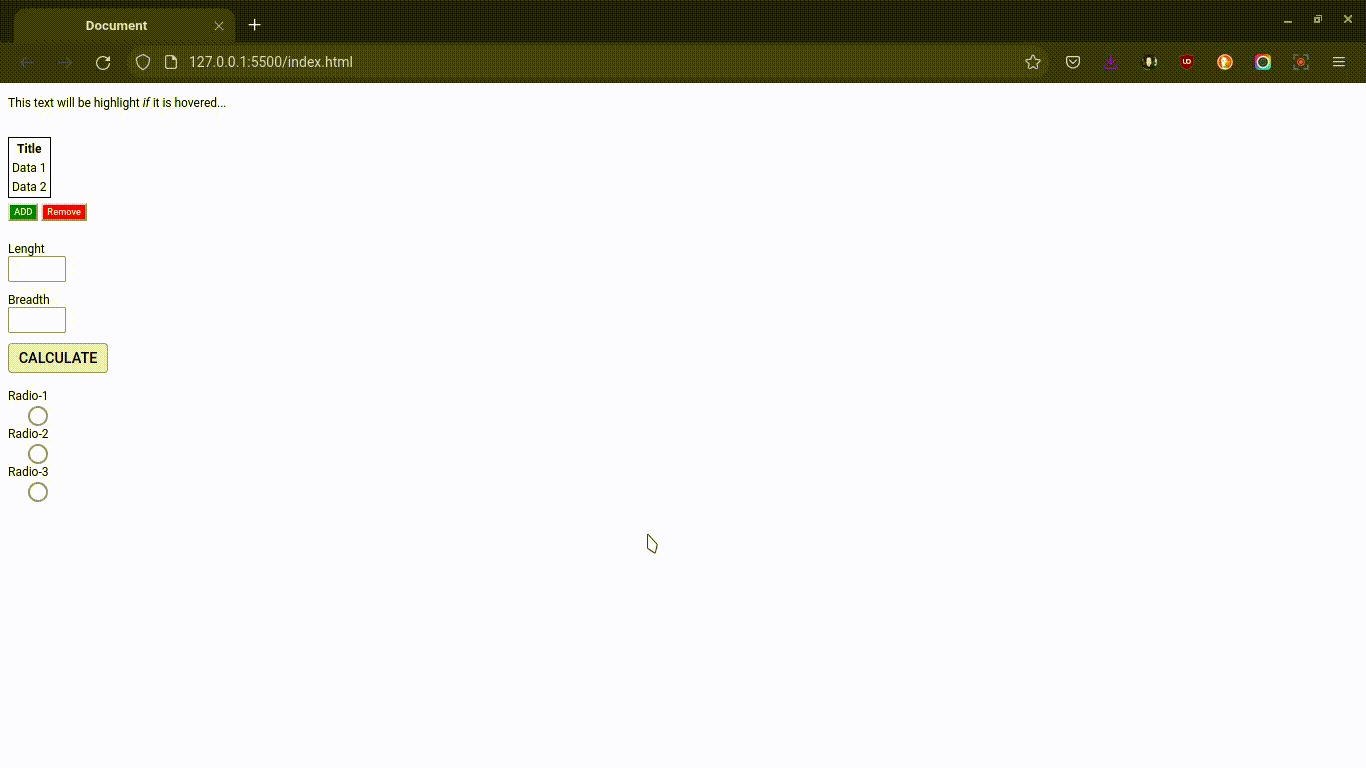 Document
127.0.0.1:5500/index.html
UD
This text will be highlight if it is hovered...
Title
Data 1
Data 2
ADD Remove
Lenght
Breadth
CALCULATE
Radio-1
Radio-2
Radio-3